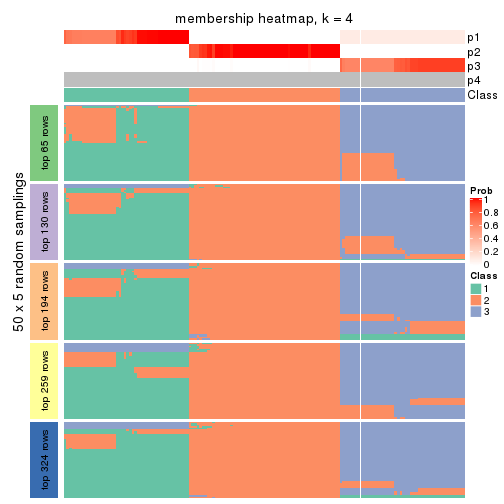 membership heatmap, k = 4
p1
p2
p3
p4
Class
50 x 5 random samplings
top 65 rows
top 130 rows
top 194 rows
top 259 rows
top 324 rows
Prob
1
0.8
0.6
0.4
0.2
0
Class
1
2
3